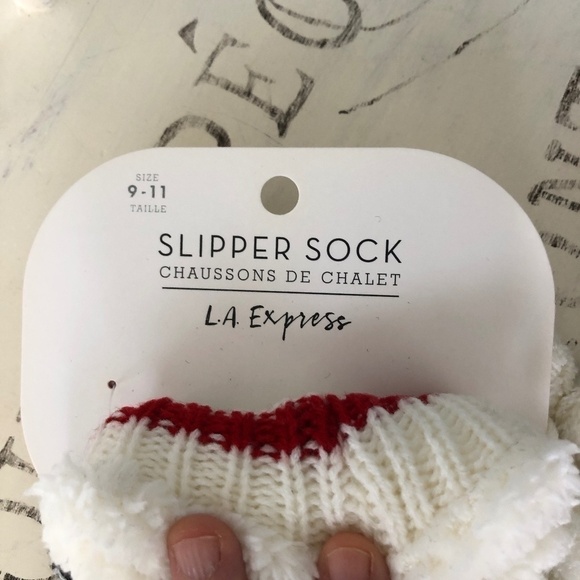 SIZE
9-11
TAILLE
SLIPPER SOCK
CHAUSSONS DE CHALET
L.A. Express